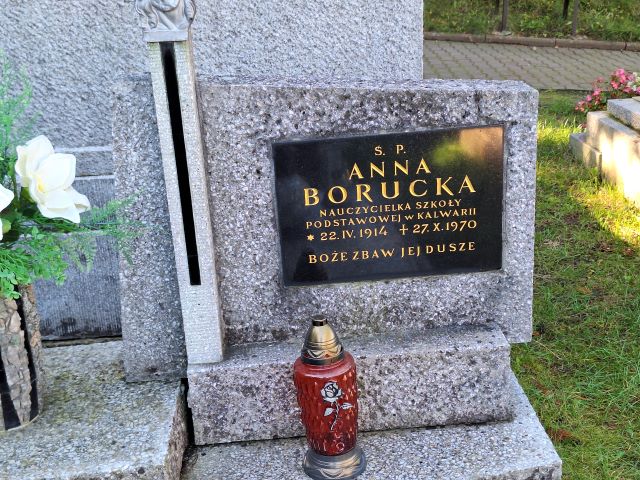 S. P.
ANNA
BORUCKA
NAUCZYCIELKA SZKOŁY
PODSTAWOWEJ W KALWARII
* 22.IV.1914 + 27.X.1970
BOŻE ZBAW JEJ DUSZE